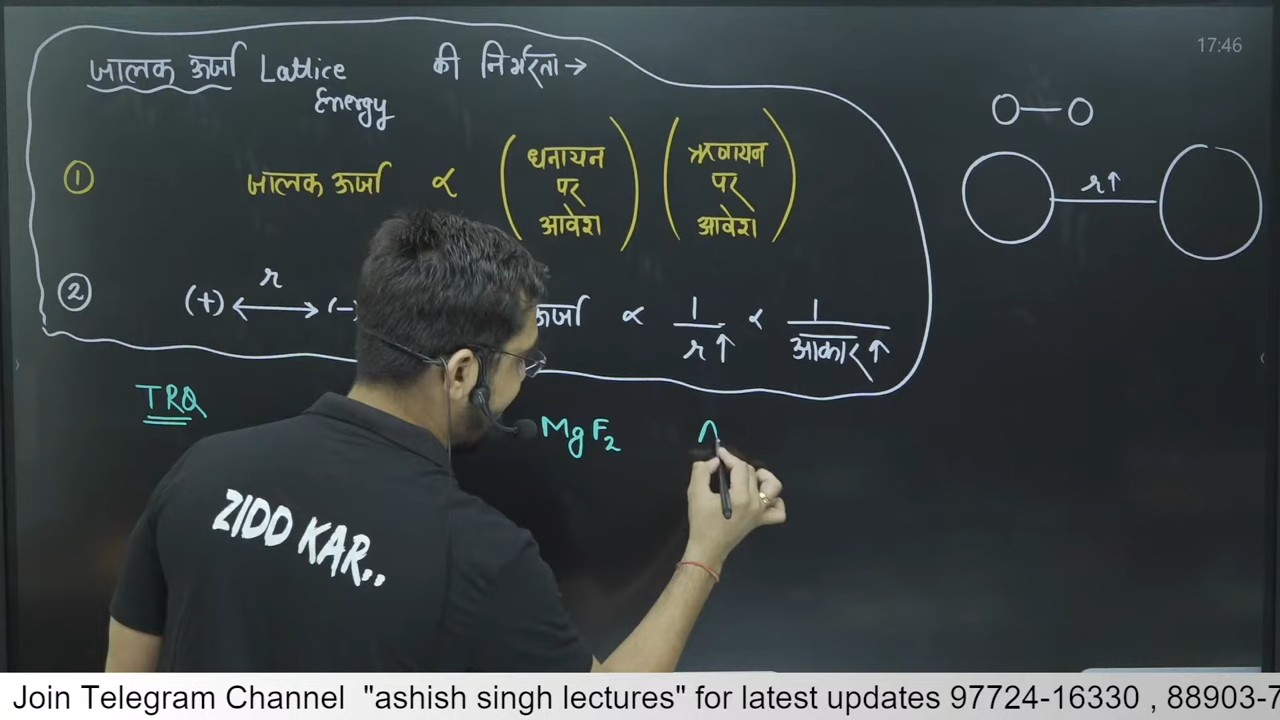 17:46
जालक ऊर्जा Lattice Energy की निर्भरता →
① जालक ऊर्जा ∝ (धनायन पर आवेश) (ऋणायन पर आवेश)
r↑
② (+) ⟷ (-) r ऊर्जा ∝ 1/r↑ ∝ 1/आकार↑
TRQ MgF₂
ZIDD KAR..
Join Telegram Channel "ashish singh lectures" for latest updates 97724-16330 , 88903-7